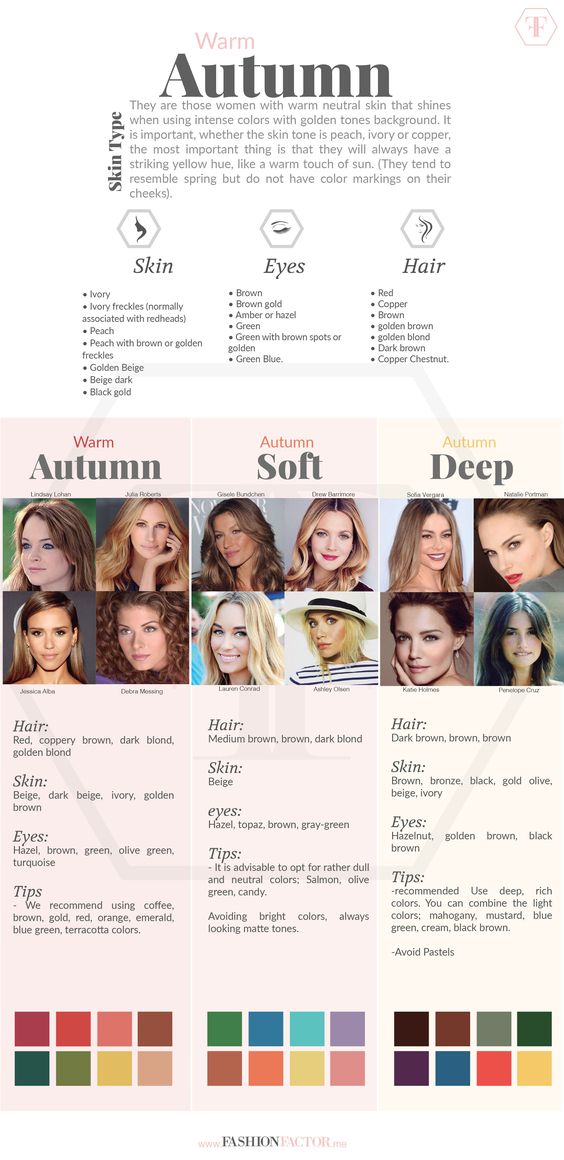 Warm
Autumn
Skin Type
They are those women with warm neutral skin that shines
when using intense colors with golden tones background. It
is important, whether the skin tone is peach, ivory or copper,
the most important thing is that they will always have a
striking yellow hue, like a warm touch of sun. (They tend to
resemble spring but do not have color markings on their
cheeks).
Skin
• Ivory
• Ivory freckles (normally
associated with redheads)
• Peach
• Peach with brown or golden
freckles
• Golden Beige
• Beige dark
• Black gold
Eyes
• Brown
• Brown gold
• Amber or hazel
• Green
• Green with brown spots or
golden
• Green Blue.
Hair
• Red
• Copper
• Brown
• golden brown
• golden blond
• Dark brown
• Copper Chestnut.
Warm
Autumn
Lindsay Lohan
Julia Roberts
Jessica Alba
Debra Messing
Hair:
Red, coppery brown, dark blond,
golden blond
Skin:
Beige, dark beige, ivory, golden
brown
Eyes:
Hazel, brown, green, olive green,
turquoise
Tips
- We recommend using coffee,
brown, gold, red, orange, emerald,
blue green, terracotta colors.
Autumn
Soft
Gisele Bundchen
Drew Barrimore
Lauren Conrad
Ashley Olsen
Hair:
Medium brown, brown, dark blond
Skin:
Beige
eyes:
Hazel, topaz, brown, gray-green
Tips:
- It is advisable to opt for rather dull
and neutral colors; Salmon, olive
green, candy.
Avoiding bright colors, always
looking matte tones.
Autumn
Deep
Sofia Vergara
Natalie Portman
Katie Holmes
Penelope Cruz
Hair:
Dark brown, brown, brown
Skin:
Brown, bronze, black, gold olive,
beige, ivory
Eyes:
Hazelnut, golden brown, black
brown
Tips:
-recommended Use deep, rich
colors. You can combine the light
colors; mahogany, mustard, blue
green, cream, black brown.
-Avoid Pastels
www.FASHIONFACTOR.me